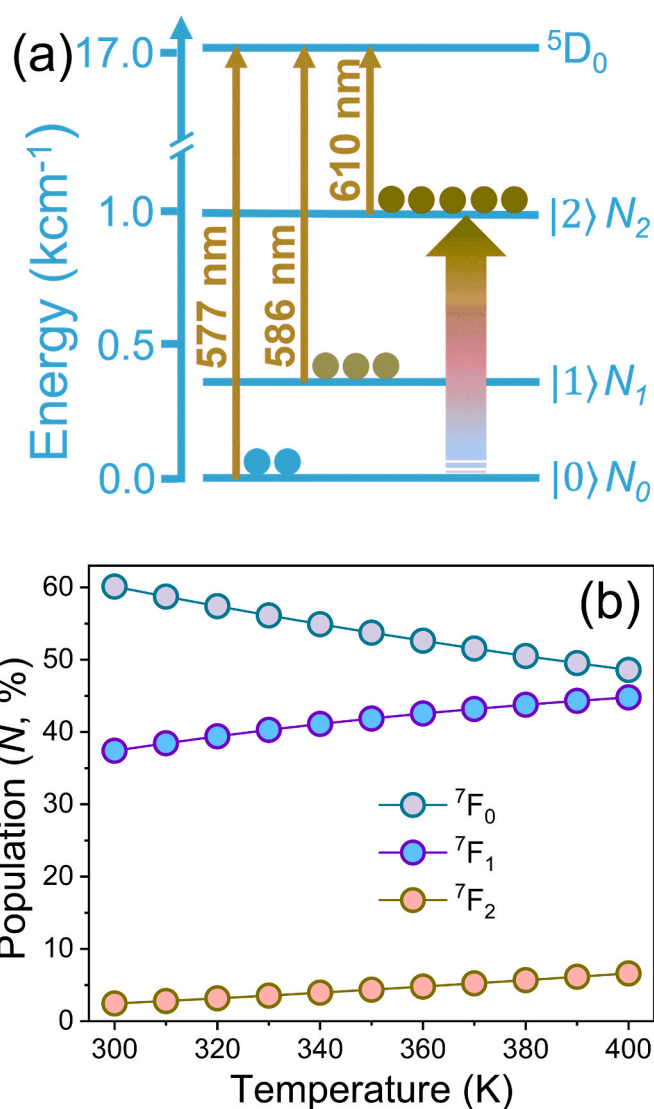 (a)
17.0
⁵D₀
Energy (kcm⁻¹)
577 nm
586 nm
610 nm
1.0
|2⟩ N₂
0.5
|1⟩ N₁
0.0
|0⟩ N₀
(b)
Population (N, %)
60
50
40
30
20
10
0
⁷F₀
⁷F₁
⁷F₂
300
320
340
360
380
400
Temperature (K)